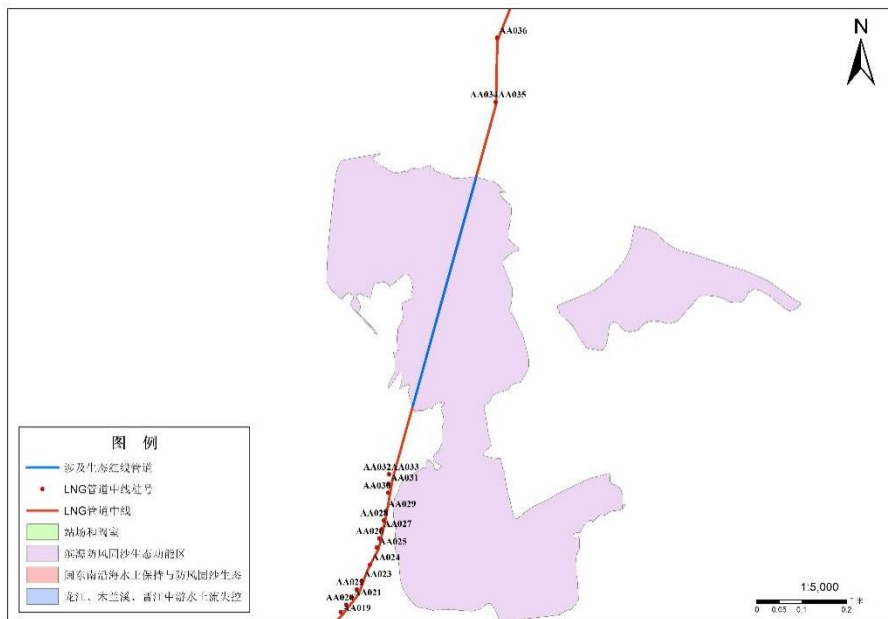 AA036
N
AA034AA035
AA032AA033
AA031
AA030
AA029
AA028
AA027
AA026
AA025
AA024
AA023
AA021
AA020
AA019
图 例
涉及生态红线管道
LNG管道中线桩号
LNG管道中线
站场和阀室
滨海防风固沙生态功能区
闽东南沿海水土保持与防风固沙生态
龙江、木兰溪、晋江中游水土流失控
1:5,000
0 0.05 0.1 0.2